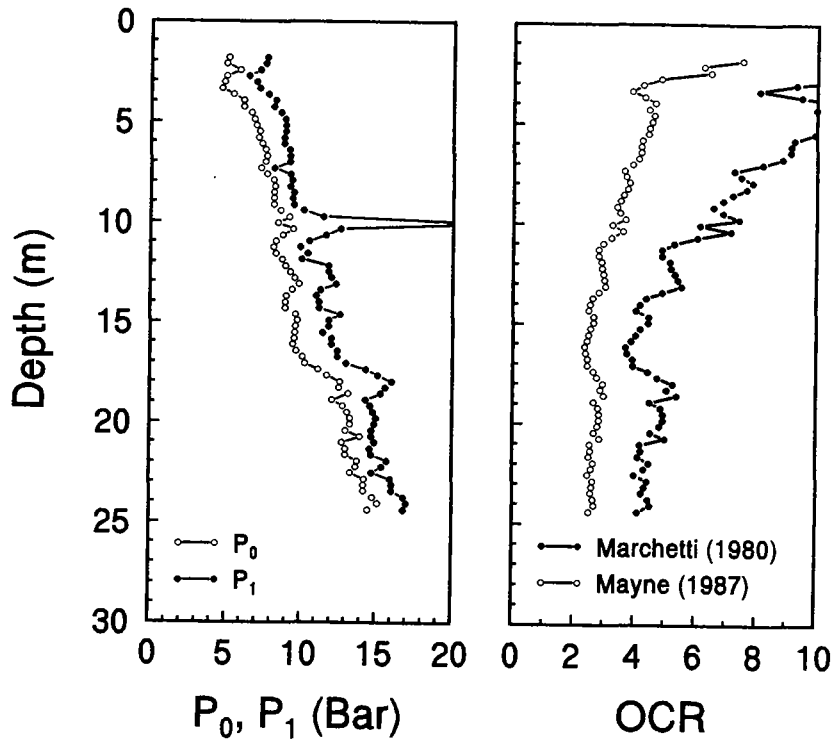 0
5
10
15
20
25
30
Depth (m)
P₀
P₁
0 5 10 15 20
P₀, P₁ (Bar)
Marchetti (1980)
Mayne (1987)
0 2 4 6 8 10
OCR